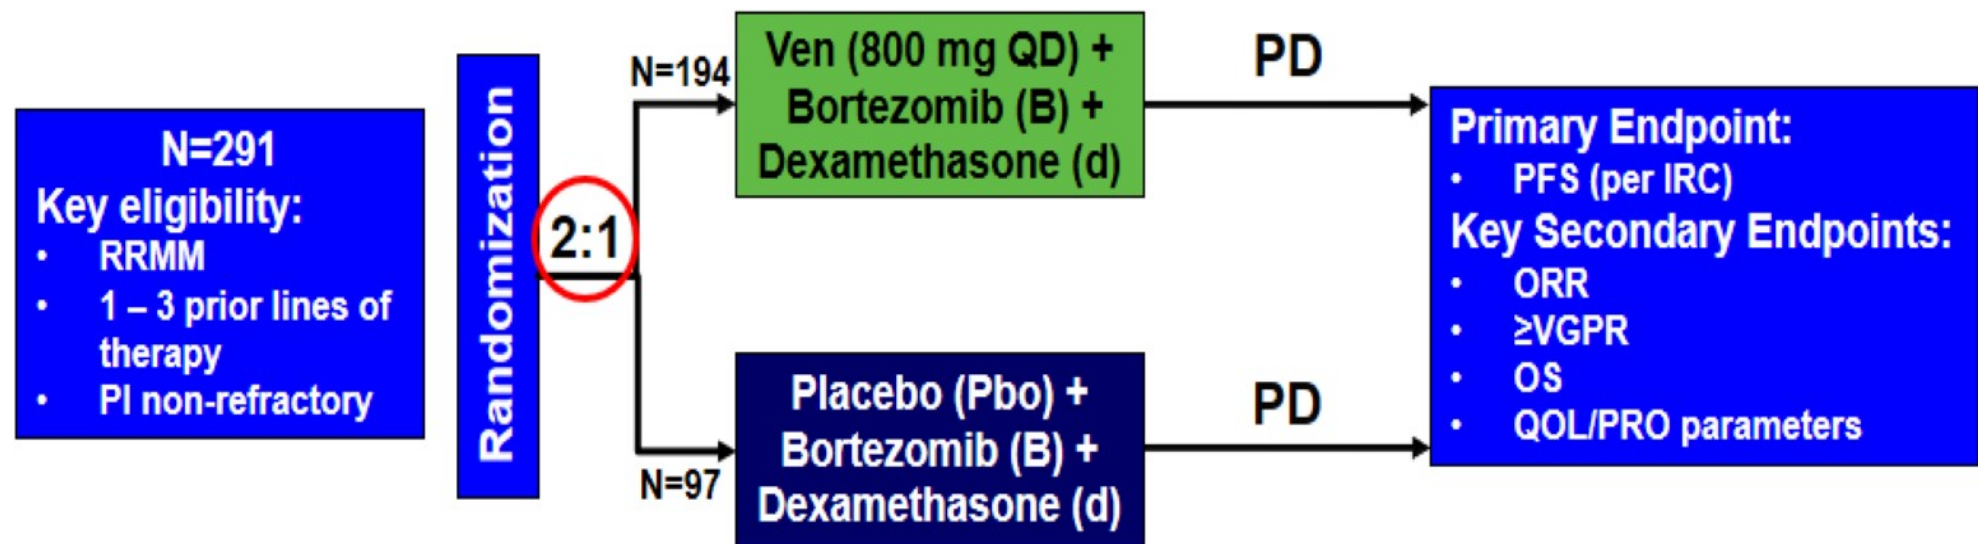 N=291
Key eligibility:
• RRMM
• 1 – 3 prior lines of
therapy
• PI non-refractory
Randomization
2:1
N=194
Ven (800 mg QD) +
Bortezomib (B) +
Dexamethasone (d)
PD
N=97
Placebo (Pbo) +
Bortezomib (B) +
Dexamethasone (d)
PD
Primary Endpoint:
• PFS (per IRC)
Key Secondary Endpoints:
• ORR
• ≥VGPR
• OS
• QOL/PRO parameters